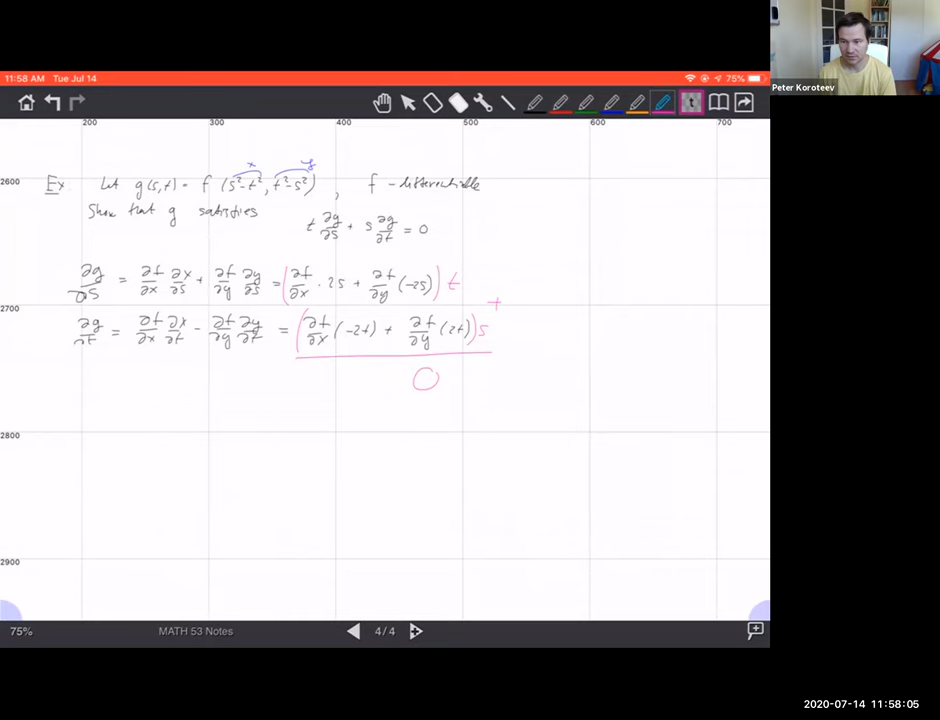 11:58 AM Tue Jul 14
75%
Peter Koroteev
t
200 300 400 500 600 700
2600
x y
Ex Let g(s,t) = f (s²-t², t²-s²) , f - differentiable
Show that g satisfies
t ∂g/∂s + s ∂g/∂t = 0
∂g/∂s = ∂f/∂x ∂x/∂s + ∂f/∂y ∂y/∂s = (∂f/∂x · 2s + ∂f/∂y (-2s)) t
+
2700
∂g/∂t = ∂f/∂x ∂x/∂t - ∂f/∂y ∂y/∂t = (∂f/∂x (-2t) + ∂f/∂y (2t)) s
0
2800
2900
75%
MATH 53 Notes
4/4
2020-07-14 11:58:05